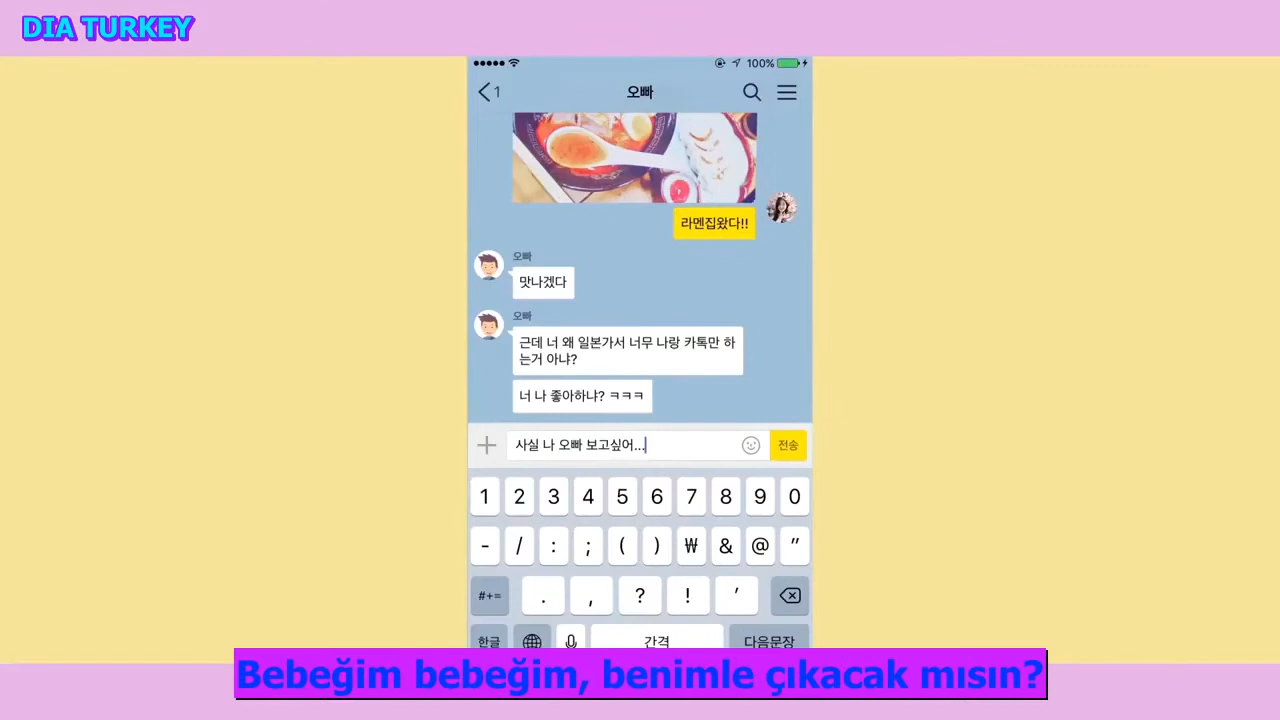 DIA TURKEY
100%
1
오빠
라멘집왔다!!
오빠
맛나겠다
오빠
근데 너 왜 일본가서 너무 나랑 카톡만 하
는거 아냐?
너 나 좋아하냐? ㅋㅋㅋ
사실 나 오빠 보고싶어...
전송
1 2 3 4 5 6 7 8 9 0
- / : ; ( ) ₩ & @ ”
#+= . , ? ! ’
한글 간격 다음문장
Bebeğim bebeğim, benimle çıkacak mısın?